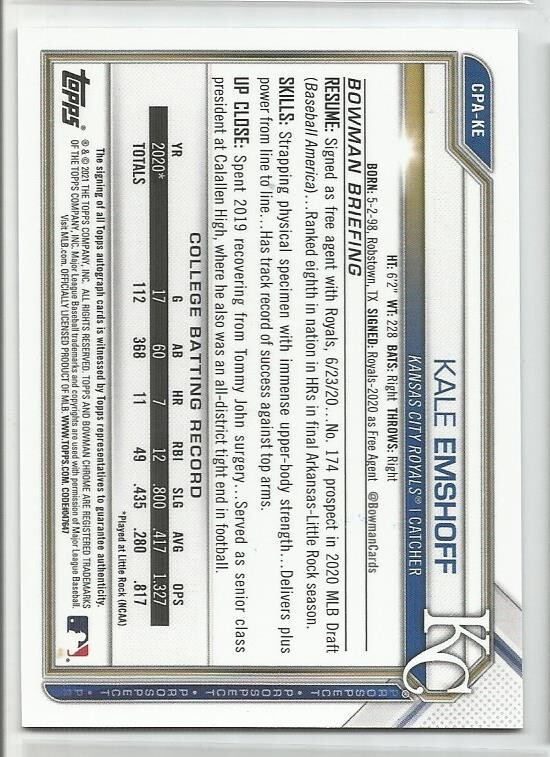 CPA-KE
KALE EMSHOFF
KANSAS CITY ROYALS® | CATCHER
KC
HT: 6'2" WT: 228 BATS: Right THROWS: Right
BORN: 5-2-98, Robstown, TX SIGNED: Royals-2020 as Free Agent @BowmanCards
BOWMAN BRIEFING
RESUME: Signed as free agent with Royals, 6/23/20...No. 174 prospect in 2020 MLB Draft
(Baseball America)...Ranked eighth in nation in HRs in final Arkansas-Little Rock season.
SKILLS: Strapping physical specimen with immense upper-body strength...Delivers plus
power from line to line...Has track record of success against top arms.
UP CLOSE: Spent 2019 recovering from Tommy John surgery...Served as senior class
president at Calallen High, where he also was an all-district tight end in football.
COLLEGE BATTING RECORD
YR G AB HR RBI SLG AVG OPS
2020* 17 60 7 12 .800 .417 1.327
TOTALS 112 368 11 49 .435 .280 .817
*Played at Little Rock (NCAA)
topps®
The signing of all Topps autograph cards is witnessed by Topps representatives to guarantee authenticity.
® & © 2021 THE TOPPS COMPANY, INC. ALL RIGHTS RESERVED. TOPPS AND BOWMAN CHROME ARE REGISTERED TRADEMARKS
OF THE TOPPS COMPANY, INC. Major League Baseball trademarks and copyrights are used with permission of Major League Baseball.
Visit MLB.com. OFFICIALLY LICENSED PRODUCT OF MLB. WWW.TOPPS.COM. CODE#047647
PROSPECT PROSPECT PROSPECT PROSPECT PROSPECT